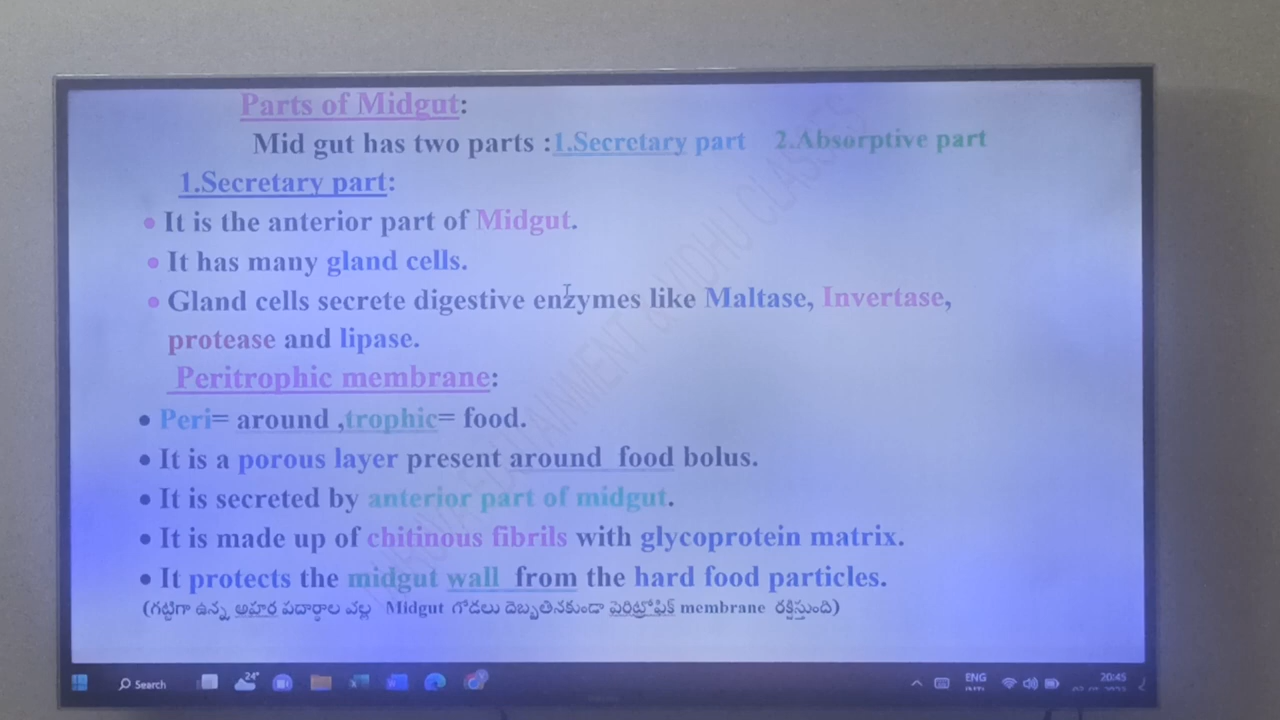 Parts of Midgut:
Mid gut has two parts :1.Secretary part 2.Absorptive part
1.Secretary part:
• It is the anterior part of Midgut.
• It has many gland cells.
• Gland cells secrete digestive enzymes like Maltase, Invertase,
protease and lipase.
Peritrophic membrane:
• Peri= around ,trophic= food.
• It is a porous layer present around food bolus.
• It is secreted by anterior part of midgut.
• It is made up of chitinous fibrils with glycoprotein matrix.
• It protects the midgut wall from the hard food particles.
(గట్టిగా ఉన్న అహర పదార్థాల వల్ల Midgut గోడలు దెబ్బతినకుండా పెరిట్రోఫిక్ membrane రక్షిస్తుంది)
Search 24° ENG 20:45